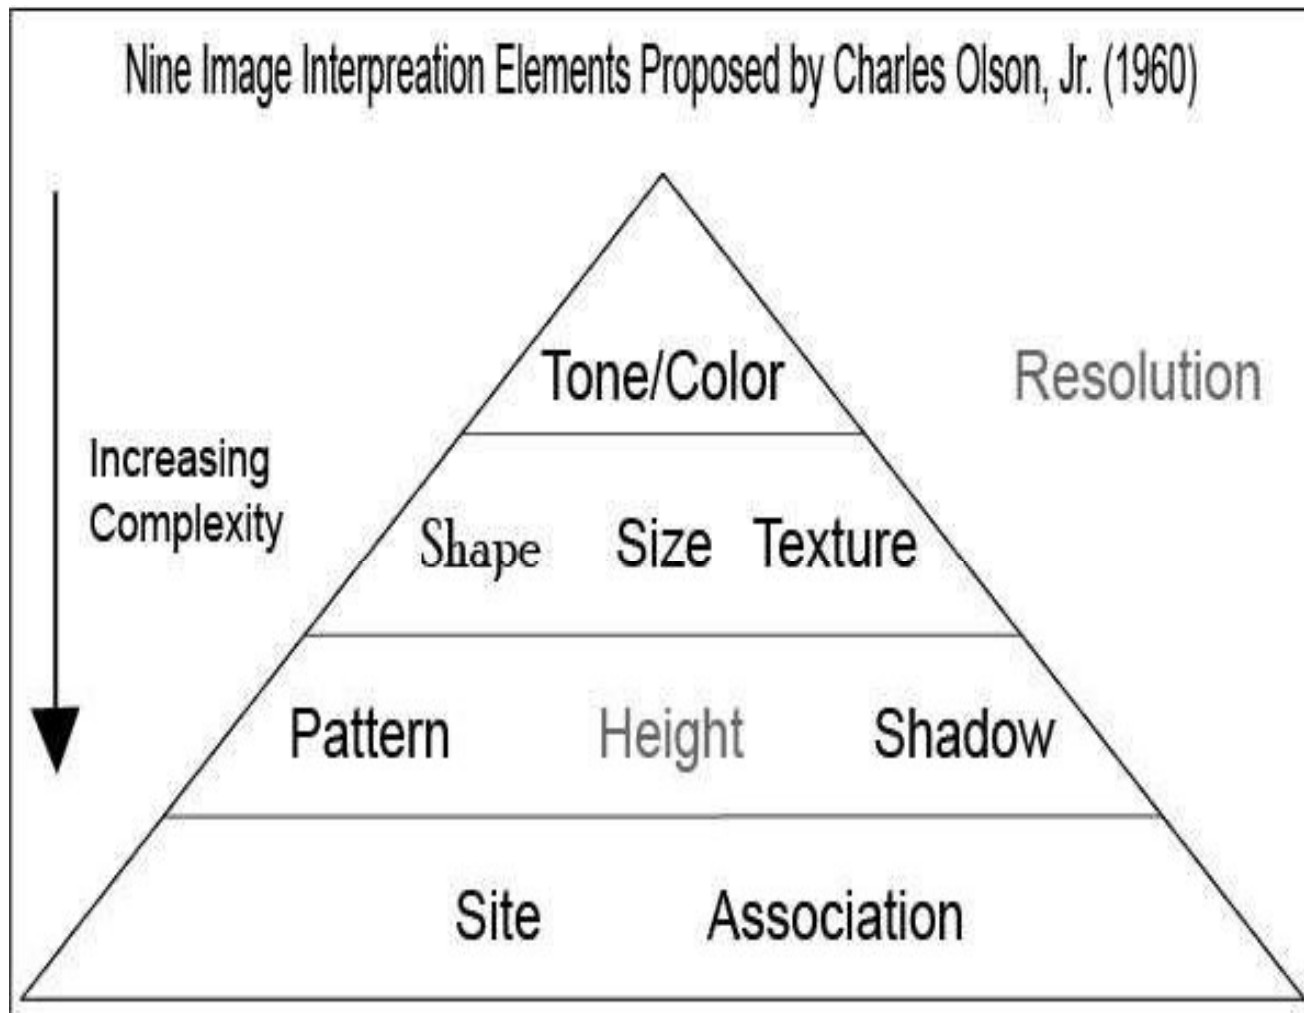 Nine Image Interpreation Elements Proposed by Charles Olson, Jr. (1960)
Tone/Color
Resolution
Increasing
Complexity
Shape Size Texture
Pattern Height Shadow
Site Association